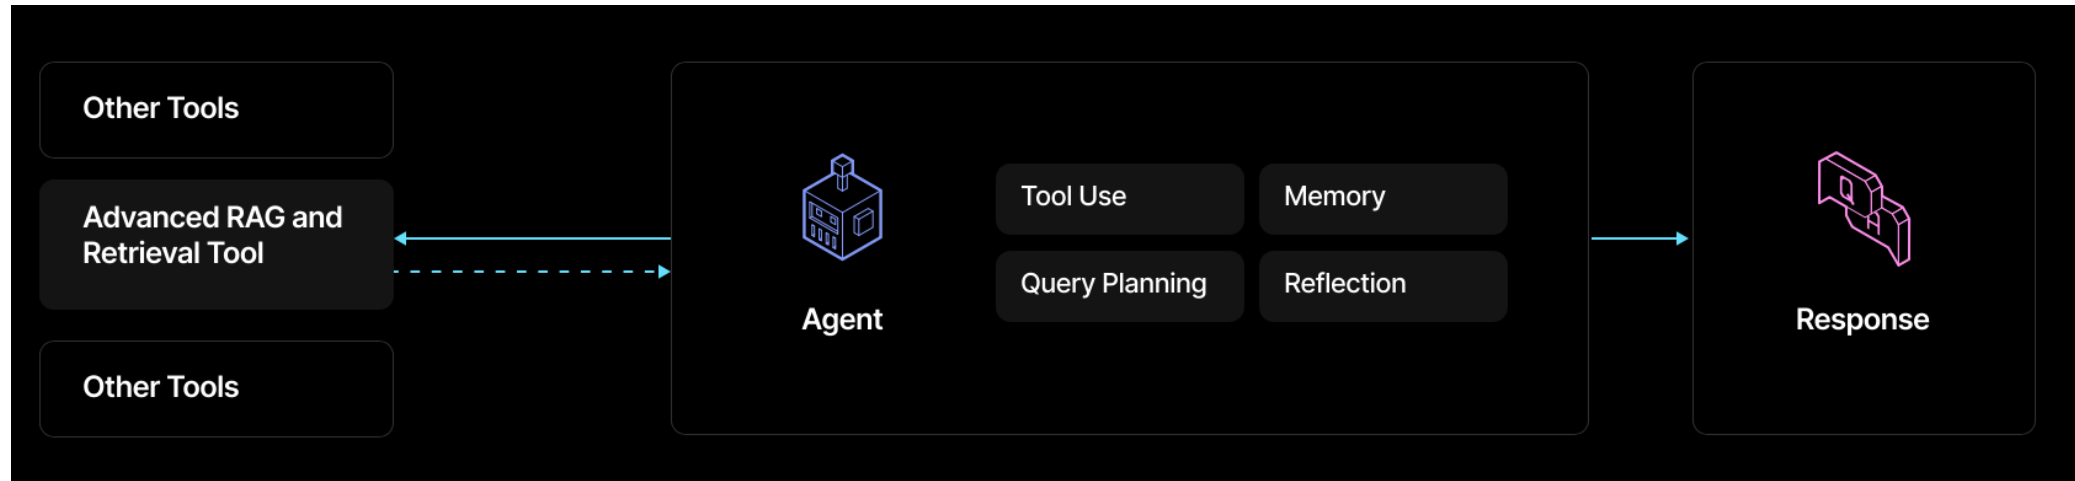 Other Tools
Advanced RAG and
Retrieval Tool
Other Tools
Agent
Tool Use
Memory
Query Planning
Reflection
Q
H
Response